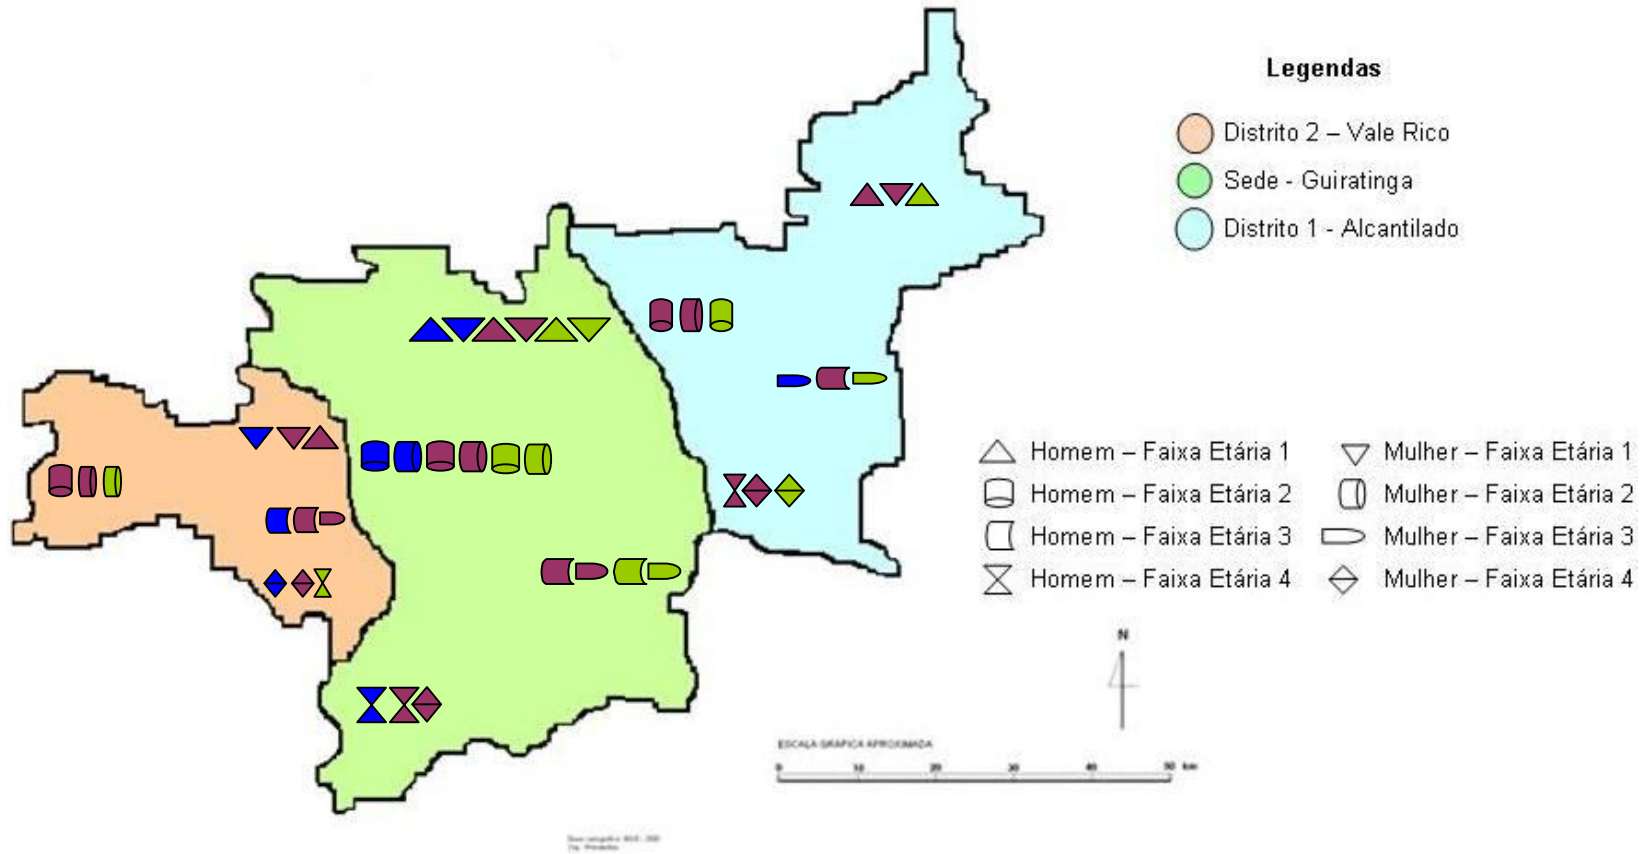 Legendas
Distrito 2 – Vale Rico
Sede - Guiratinga
Distrito 1 - Alcantilado
Homem – Faixa Etária 1
Mulher – Faixa Etária 1
Homem – Faixa Etária 2
Mulher – Faixa Etária 2
Homem – Faixa Etária 3
Mulher – Faixa Etária 3
Homem – Faixa Etária 4
Mulher – Faixa Etária 4
N
ESCALA GRÁFICA APROXIMADA
0 10 20 30 40 50 km